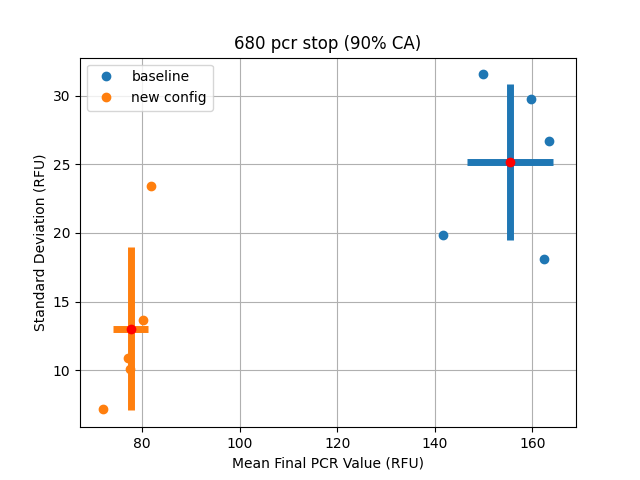 680 pcr stop (90% CA)
baseline
new config
Standard Deviation (RFU)
30
25
20
15
10
80 100 120 140 160
Mean Final PCR Value (RFU)